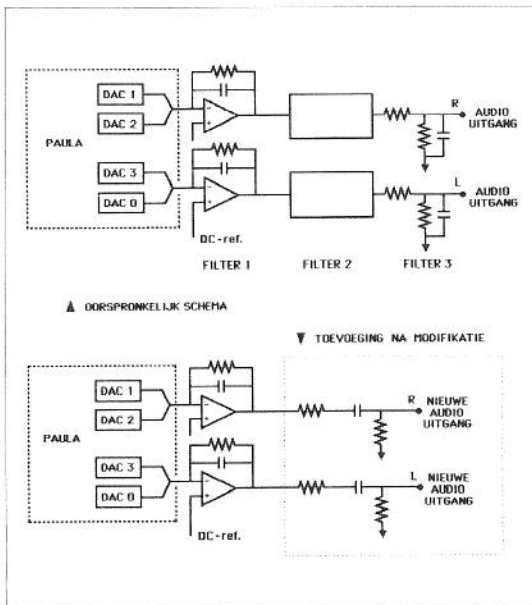 DAC 1
DAC 2
PAULA
DAC 3
DAC 0
-
+
-
+
DC-ref.
R AUDIO
UITGANG
L AUDIO
UITGANG
FILTER 1 FILTER 2 FILTER 3
▲ OORSPRONKELIJK SCHEMA
▼ TOEVOEGING NA MODIFIKATIE
DAC 1
DAC 2
PAULA
DAC 3
DAC 0
-
+
-
+
DC-ref.
R NIEUWE
AUDIO
UITGANG
L NIEUWE
AUDIO
UITGANG